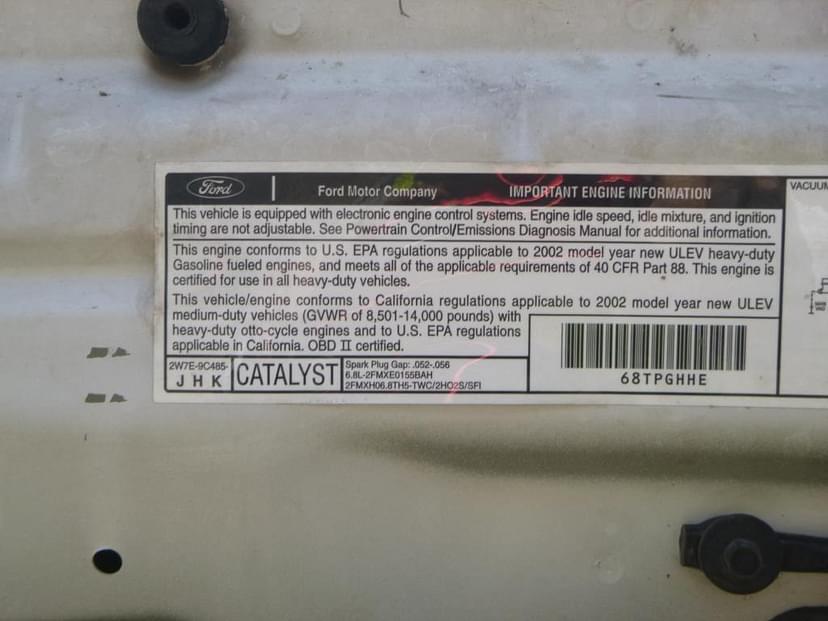 Ford
Ford Motor Company IMPORTANT ENGINE INFORMATION
This vehicle is equipped with electronic engine control systems. Engine idle speed, idle mixture, and ignition
timing are not adjustable. See Powertrain Control/Emissions Diagnosis Manual for additional information.
This engine conforms to U.S. EPA regulations applicable to 2002 model year new ULEV heavy-duty
Gasoline fueled engines, and meets all of the applicable requirements of 40 CFR Part 88. This engine is
certified for use in all heavy-duty vehicles.
This vehicle/engine conforms to California regulations applicable to 2002 model year new ULEV
medium-duty vehicles (GVWR of 8,501-14,000 pounds) with
heavy-duty otto-cycle engines and to U.S. EPA regulations
applicable in California. OBD II certified.
2W7E-9C485-
J H K
CATALYST
Spark Plug Gap: .052-.056
6.8L-2FMXE0155BAH
2FMXH06.8TH5-TWC/2HO2S/SFI
68TPGHHE
VACUUM